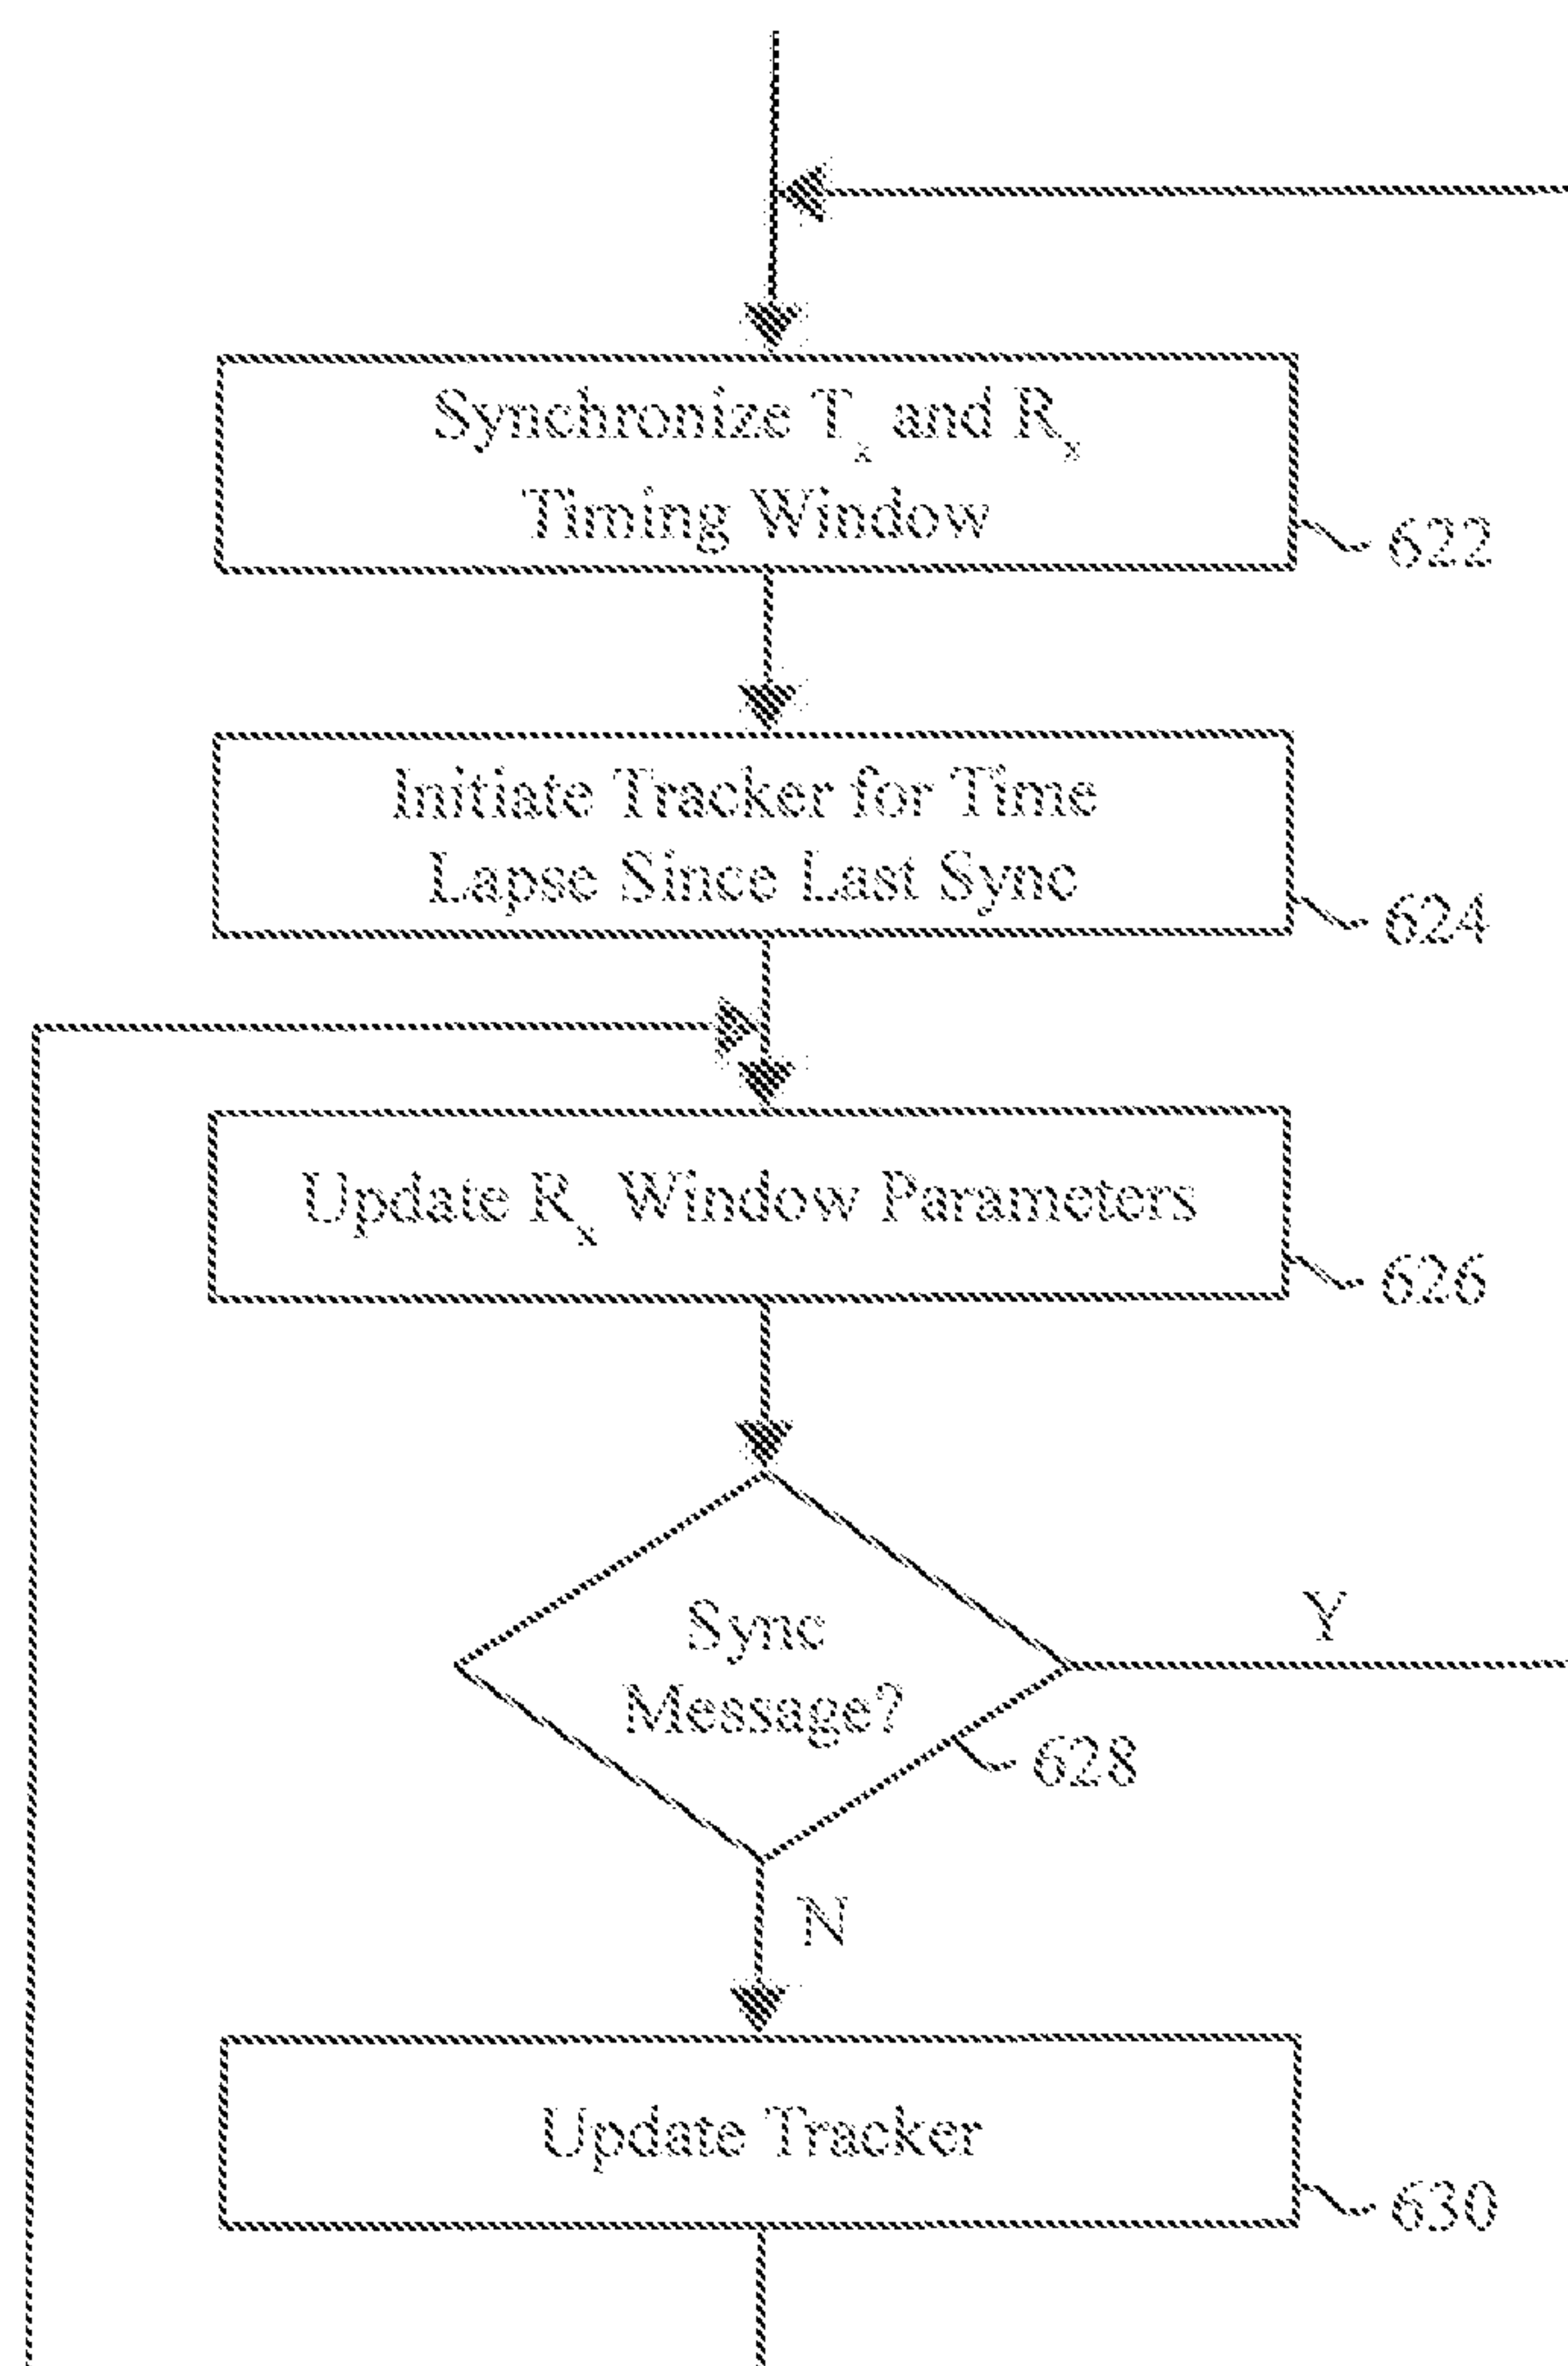 Synchronize Tx and Rx
Timing Window
622
Initiate Tracker for Time
Lapse Since Last Sync
624
Update Rx Window Parameters
626
Sync
Message?
Y
628
N
Update Tracker
630